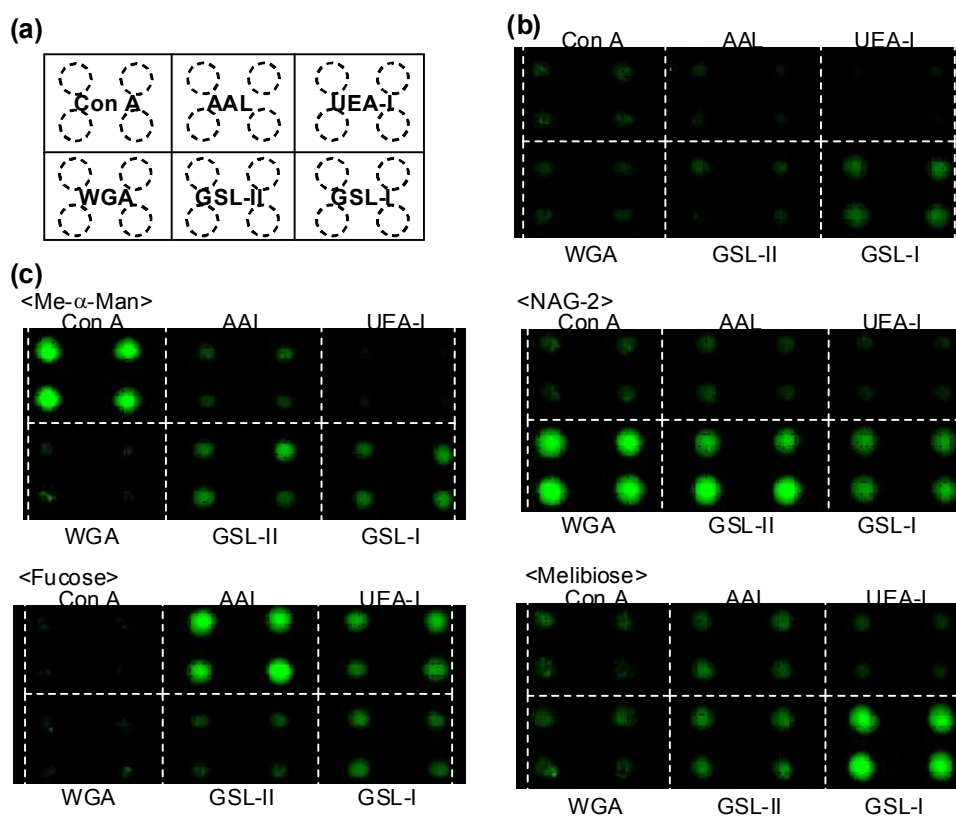 (a)
Con A AAL UEA-I
WGA GSL-II GSL-I
(b)
Con A AAL UEA-I
WGA GSL-II GSL-I
(c)
<Me-α-Man>
Con A AAL UEA-I
WGA GSL-II GSL-I
<NAG-2>
Con A AAL UEA-I
WGA GSL-II GSL-I
<Fucose>
Con A AAL UEA-I
WGA GSL-II GSL-I
<Melibiose>
Con A AAL UEA-I
WGA GSL-II GSL-I